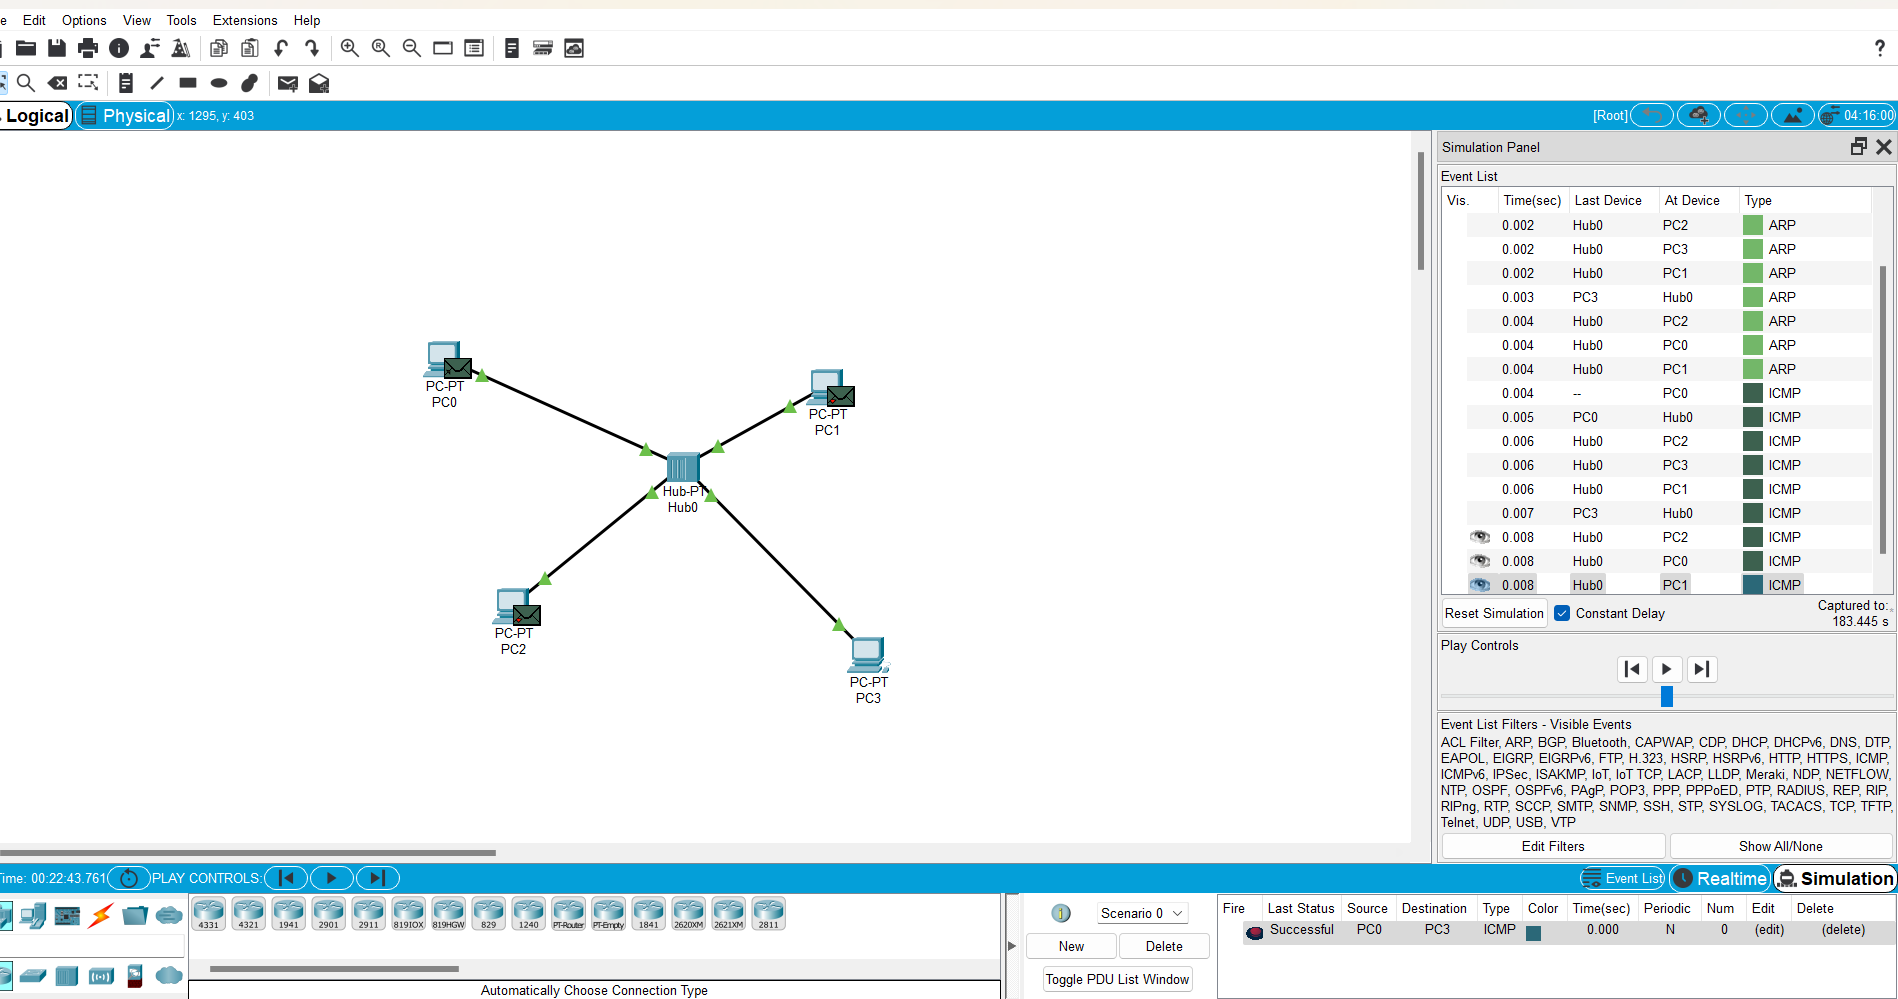 e Edit Options View Tools Extensions Help
?
Logical Physical x: 1295, y: 403 [Root] 04:16:00
Simulation Panel
Event List
Vis. Time(sec) Last Device At Device Type
0.002 Hub0 PC2 ARP
0.002 Hub0 PC3 ARP
0.002 Hub0 PC1 ARP
0.003 PC3 Hub0 ARP
0.004 Hub0 PC2 ARP
0.004 Hub0 PC0 ARP
0.004 Hub0 PC1 ARP
0.004 -- PC0 ICMP
0.005 PC0 Hub0 ICMP
0.006 Hub0 PC2 ICMP
0.006 Hub0 PC3 ICMP
0.006 Hub0 PC1 ICMP
0.007 PC3 Hub0 ICMP
0.008 Hub0 PC2 ICMP
0.008 Hub0 PC0 ICMP
0.008 Hub0 PC1 ICMP
Reset Simulation Constant Delay Captured to:
183.445 s
Play Controls
Event List Filters - Visible Events
ACL Filter, ARP, BGP, Bluetooth, CAPWAP, CDP, DHCP, DHCPv6, DNS, DTP,
EAPOL, EIGRP, EIGRPv6, FTP, H.323, HSRP, HSRPv6, HTTP, HTTPS, ICMP,
ICMPv6, IPSec, ISAKMP, IoT, IoT TCP, LACP, LLDP, Meraki, NDP, NETFLOW,
NTP, OSPF, OSPFv6, PAgP, POP3, PPP, PPPoED, PTP, RADIUS, REP, RIP,
RIPng, RTP, SCCP, SMTP, SNMP, SSH, STP, SYSLOG, TACACS, TCP, TFTP,
Telnet, UDP, USB, VTP
Edit Filters Show All/None
PC-PT
PC0
PC-PT
PC1
Hub-PT
Hub0
PC-PT
PC2
PC-PT
PC3
ime: 00:22:43.761 PLAY CONTROLS: Event List Realtime Simulation
4331 4321 1941 2901 2911 819IOX 819HGW 829 1240 PT-Router PT-Empty 1841 2620XM 2621XM 2811
Automatically Choose Connection Type
Scenario 0
New Delete
Toggle PDU List Window
Fire Last Status Source Destination Type Color Time(sec) Periodic Num Edit Delete
Successful PC0 PC3 ICMP 0.000 N 0 (edit) (delete)